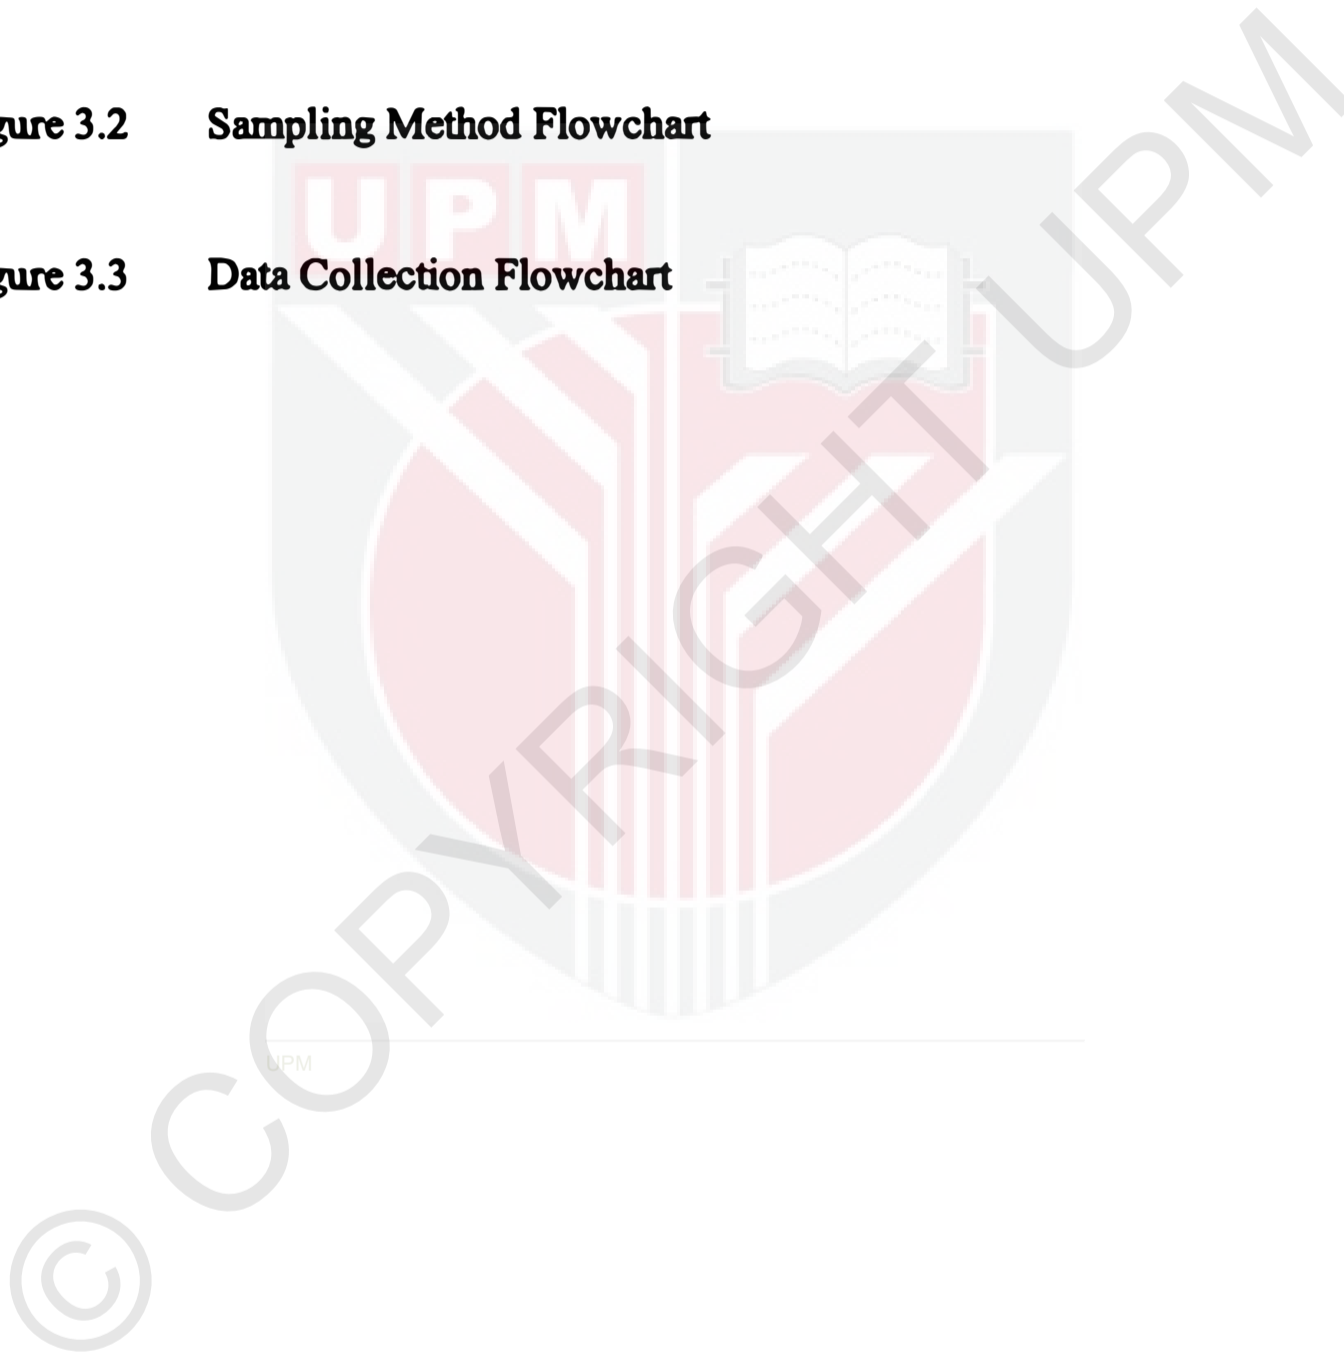 gure 3.2 Sampling Method Flowchart
UPM
gure 3.3 Data Collection Flowchart
© COPYRIGHT UPM
UPM